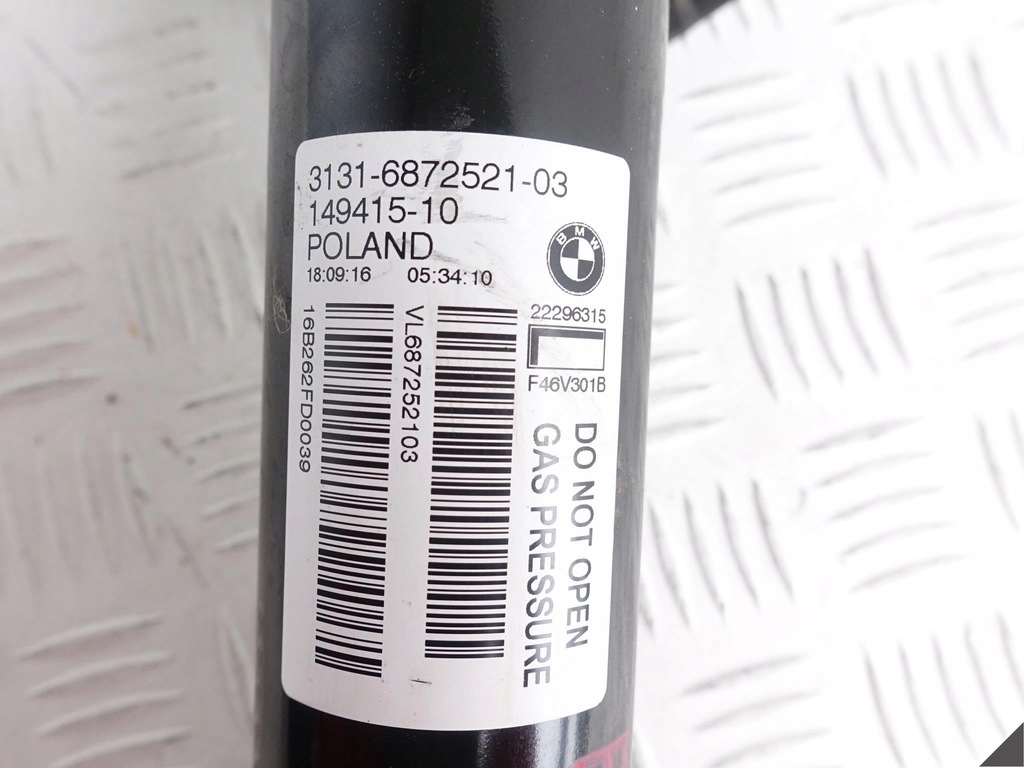 3131-6872521-03
149415-10
POLAND
18:09:16 05:34:10
BMW
22296315
F46V301B
16B262FD0039
VL687252103
DO NOT OPEN
GAS PRESSURE